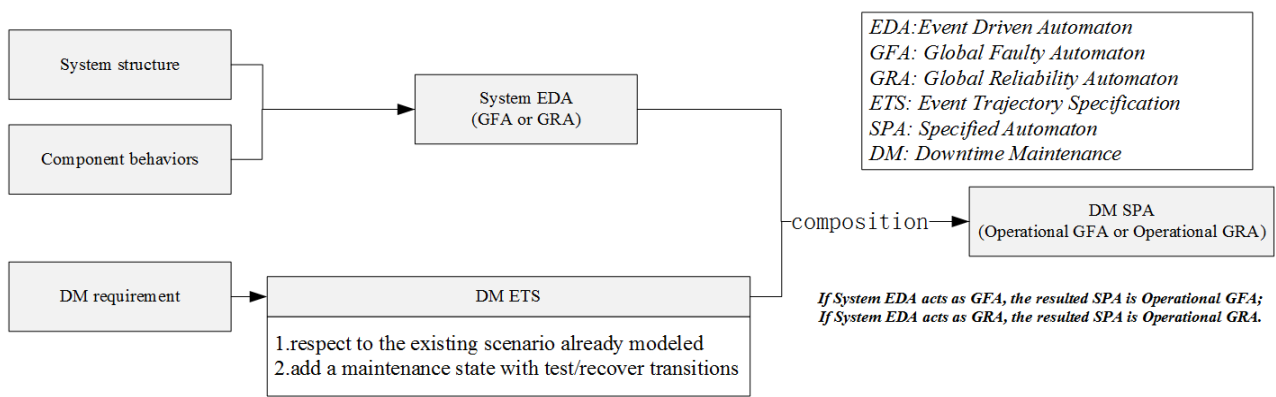 System structure
Component behaviors
System EDA
(GFA or GRA)
EDA:Event Driven Automaton
GFA: Global Faulty Automaton
GRA: Global Reliability Automaton
ETS: Event Trajectory Specification
SPA: Specified Automaton
DM: Downtime Maintenance
composition
DM SPA
(Operational GFA or Operational GRA)
DM requirement
DM ETS
1.respect to the existing scenario already modeled
2.add a maintenance state with test/recover transitions
If System EDA acts as GFA, the resulted SPA is Operational GFA;
If System EDA acts as GRA, the resulted SPA is Operational GRA.